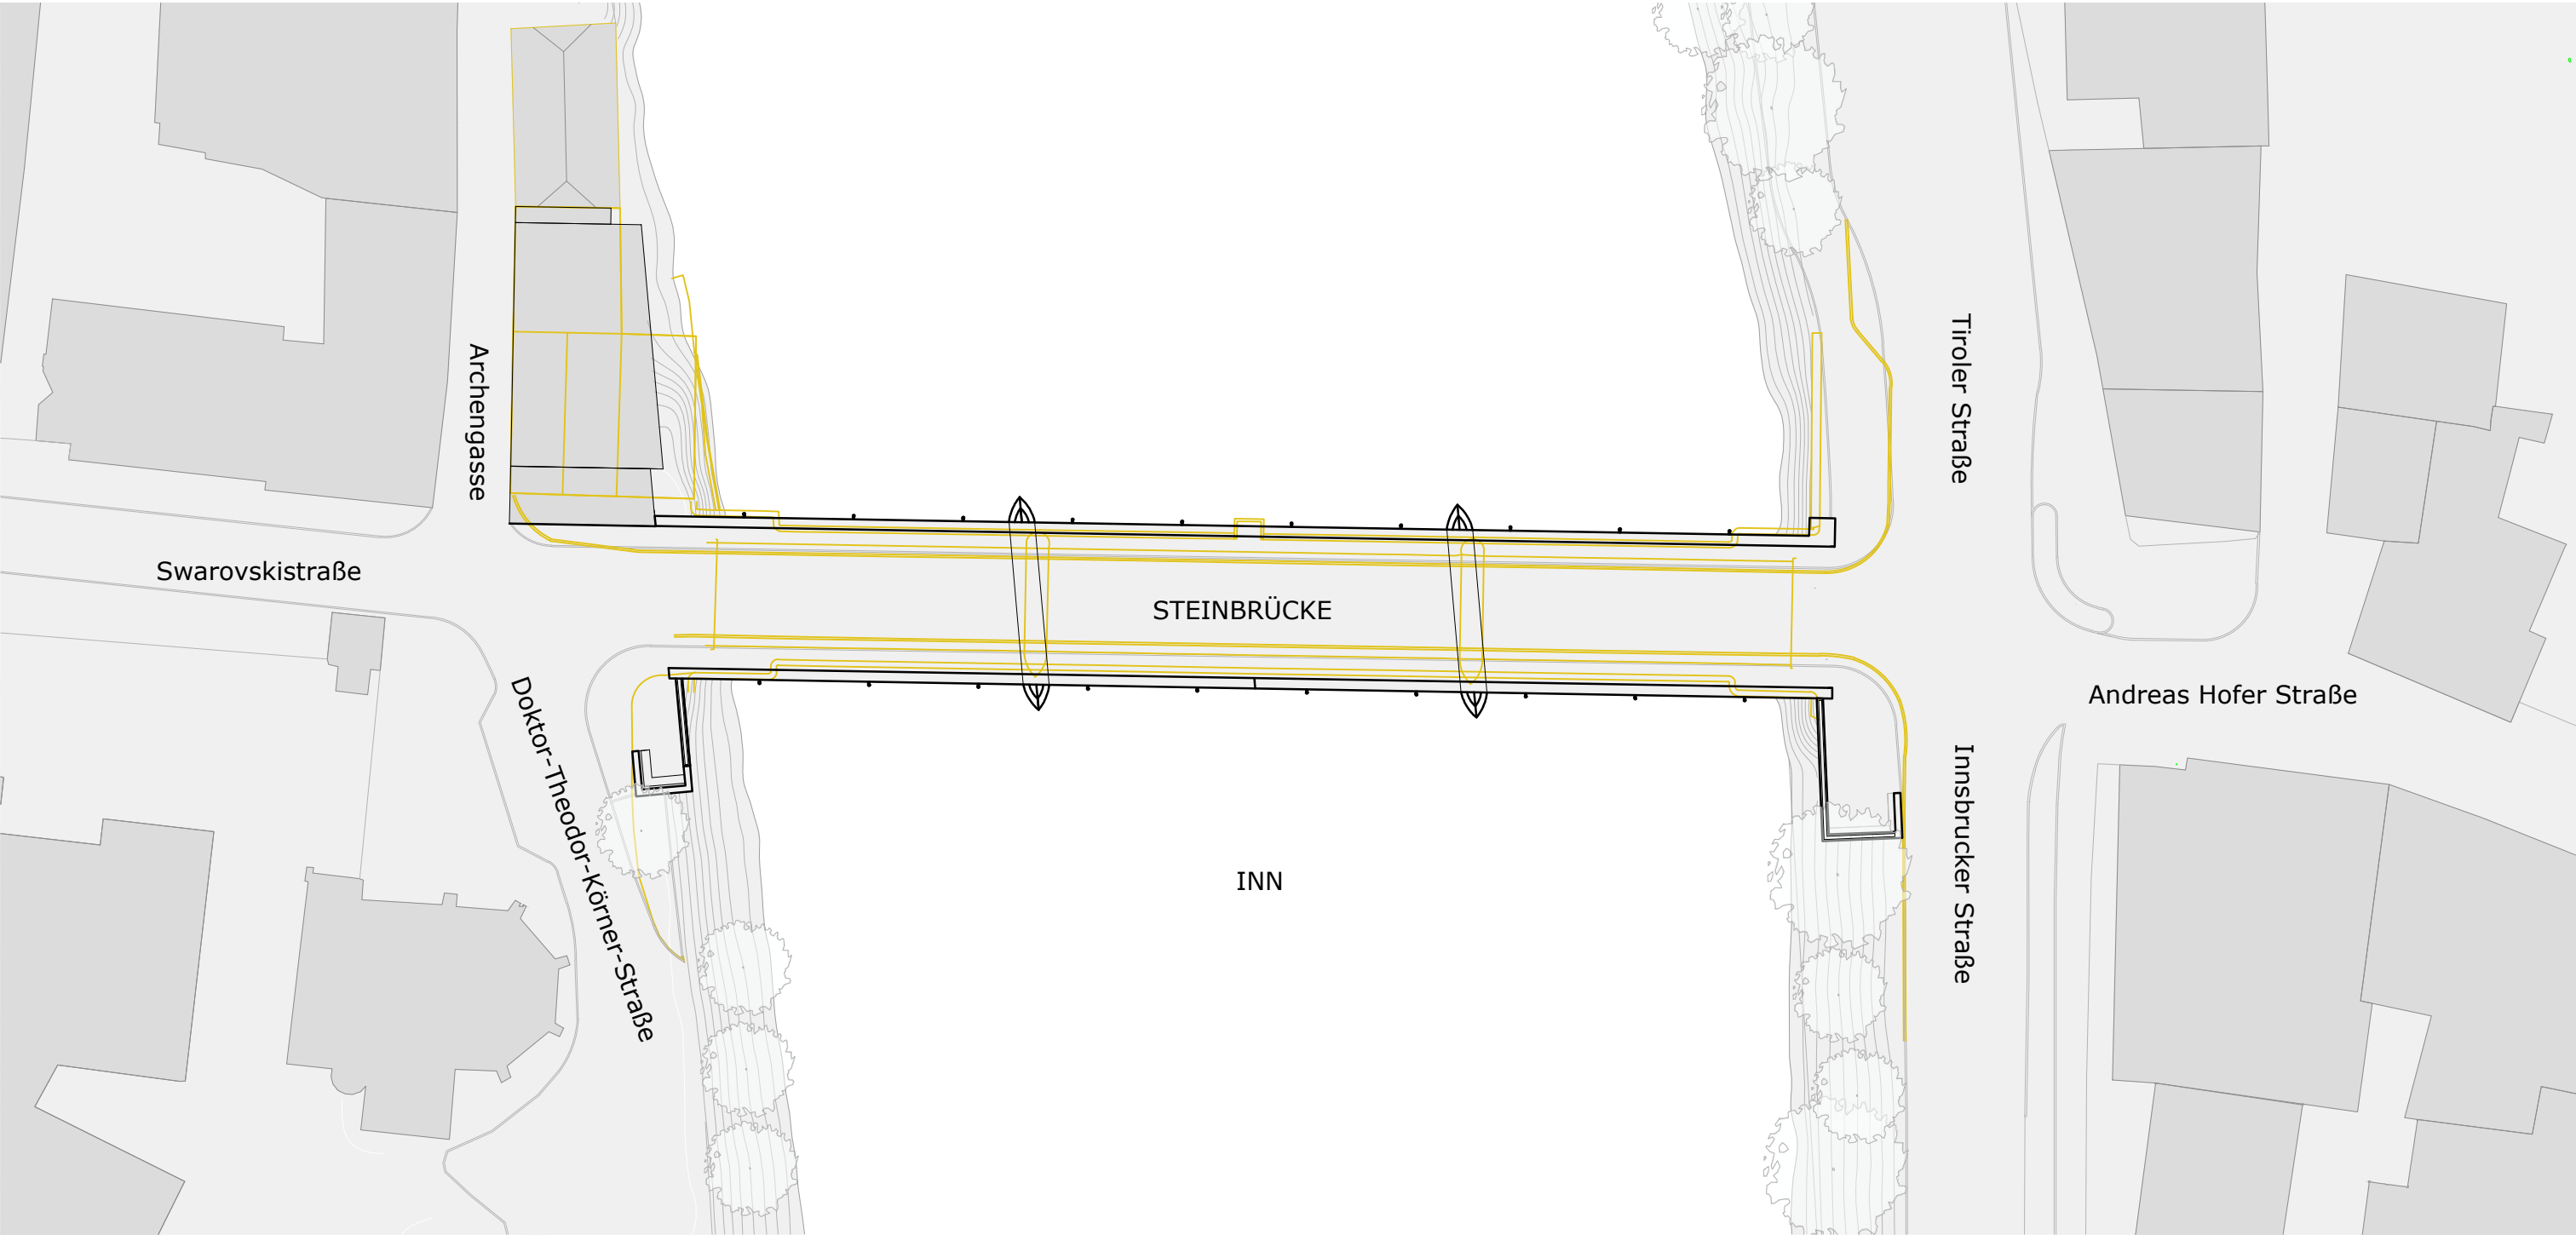 Archengasse
Tiroler Straße
Swarovskistraße
STEINBRÜCKE
Andreas Hofer Straße
Doktor-Theodor-Körner-Straße
INN
Innsbrucker Straße